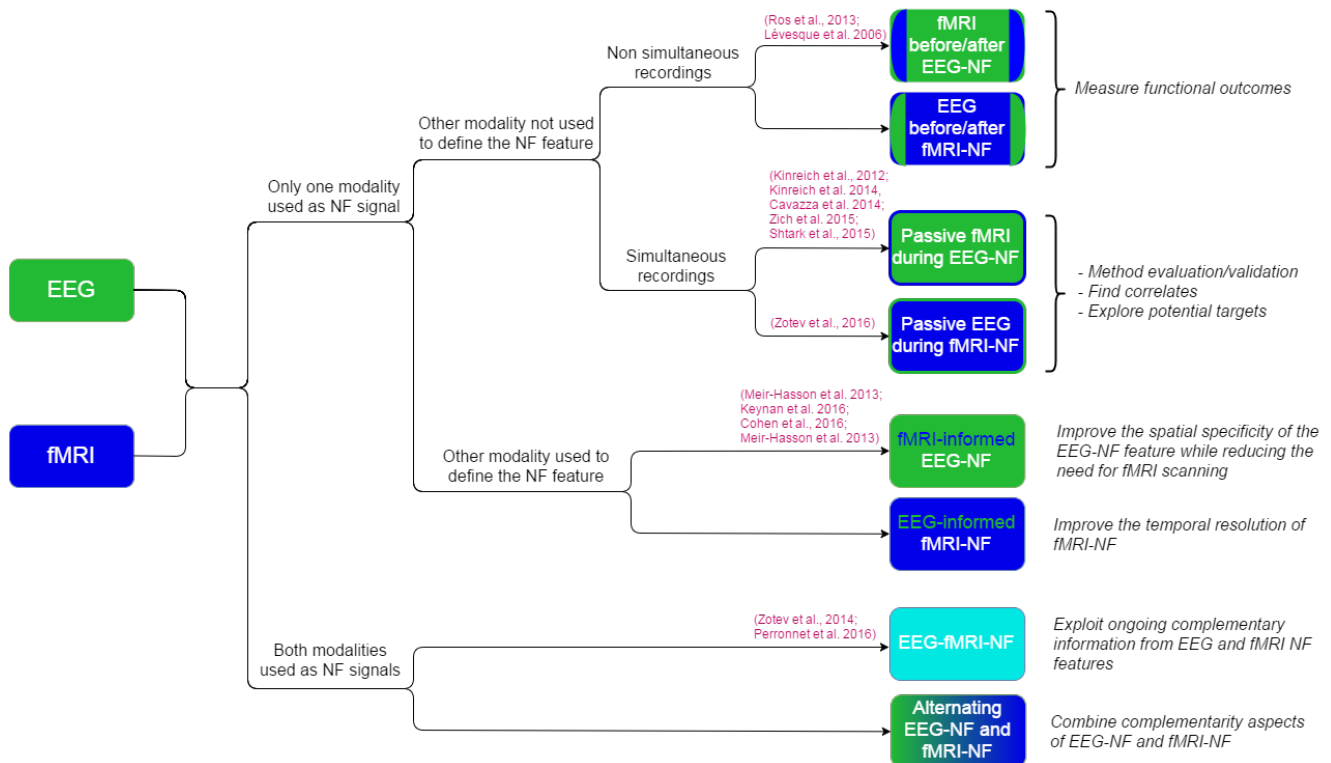 EEG
fMRI
Only one modality
used as NF signal
Both modalities
used as NF signals
Other modality not used
to define the NF feature
Other modality used to
define the NF feature
Non simultaneous
recordings
Simultaneous
recordings
(Ros et al., 2013;
Lévesque et al. 2006)
fMRI
before/after
EEG-NF
EEG
before/after
fMRI-NF
Measure functional outcomes
(Kinreich et al., 2012;
Kinreich et al. 2014,
Cavazza et al. 2014;
Zich et al. 2015;
Shtark et al., 2015)
Passive fMRI
during EEG-NF
(Zotev et al., 2016)
Passive EEG
during fMRI-NF
- Method evaluation/validation
- Find correlates
- Explore potential targets
(Meir-Hasson et al. 2013;
Keynan et al. 2016;
Cohen et al., 2016;
Meir-Hasson et al. 2013)
fMRI-informed
EEG-NF
Improve the spatial specificity of the
EEG-NF feature while reducing the
need for fMRI scanning
EEG-informed
fMRI-NF
Improve the temporal resolution of
fMRI-NF
(Zotev et al., 2014;
Perronnet et al. 2016)
EEG-fMRI-NF
Exploit ongoing complementary
information from EEG and fMRI NF
features
Alternating
EEG-NF and
fMRI-NF
Combine complementarity aspects
of EEG-NF and fMRI-NF